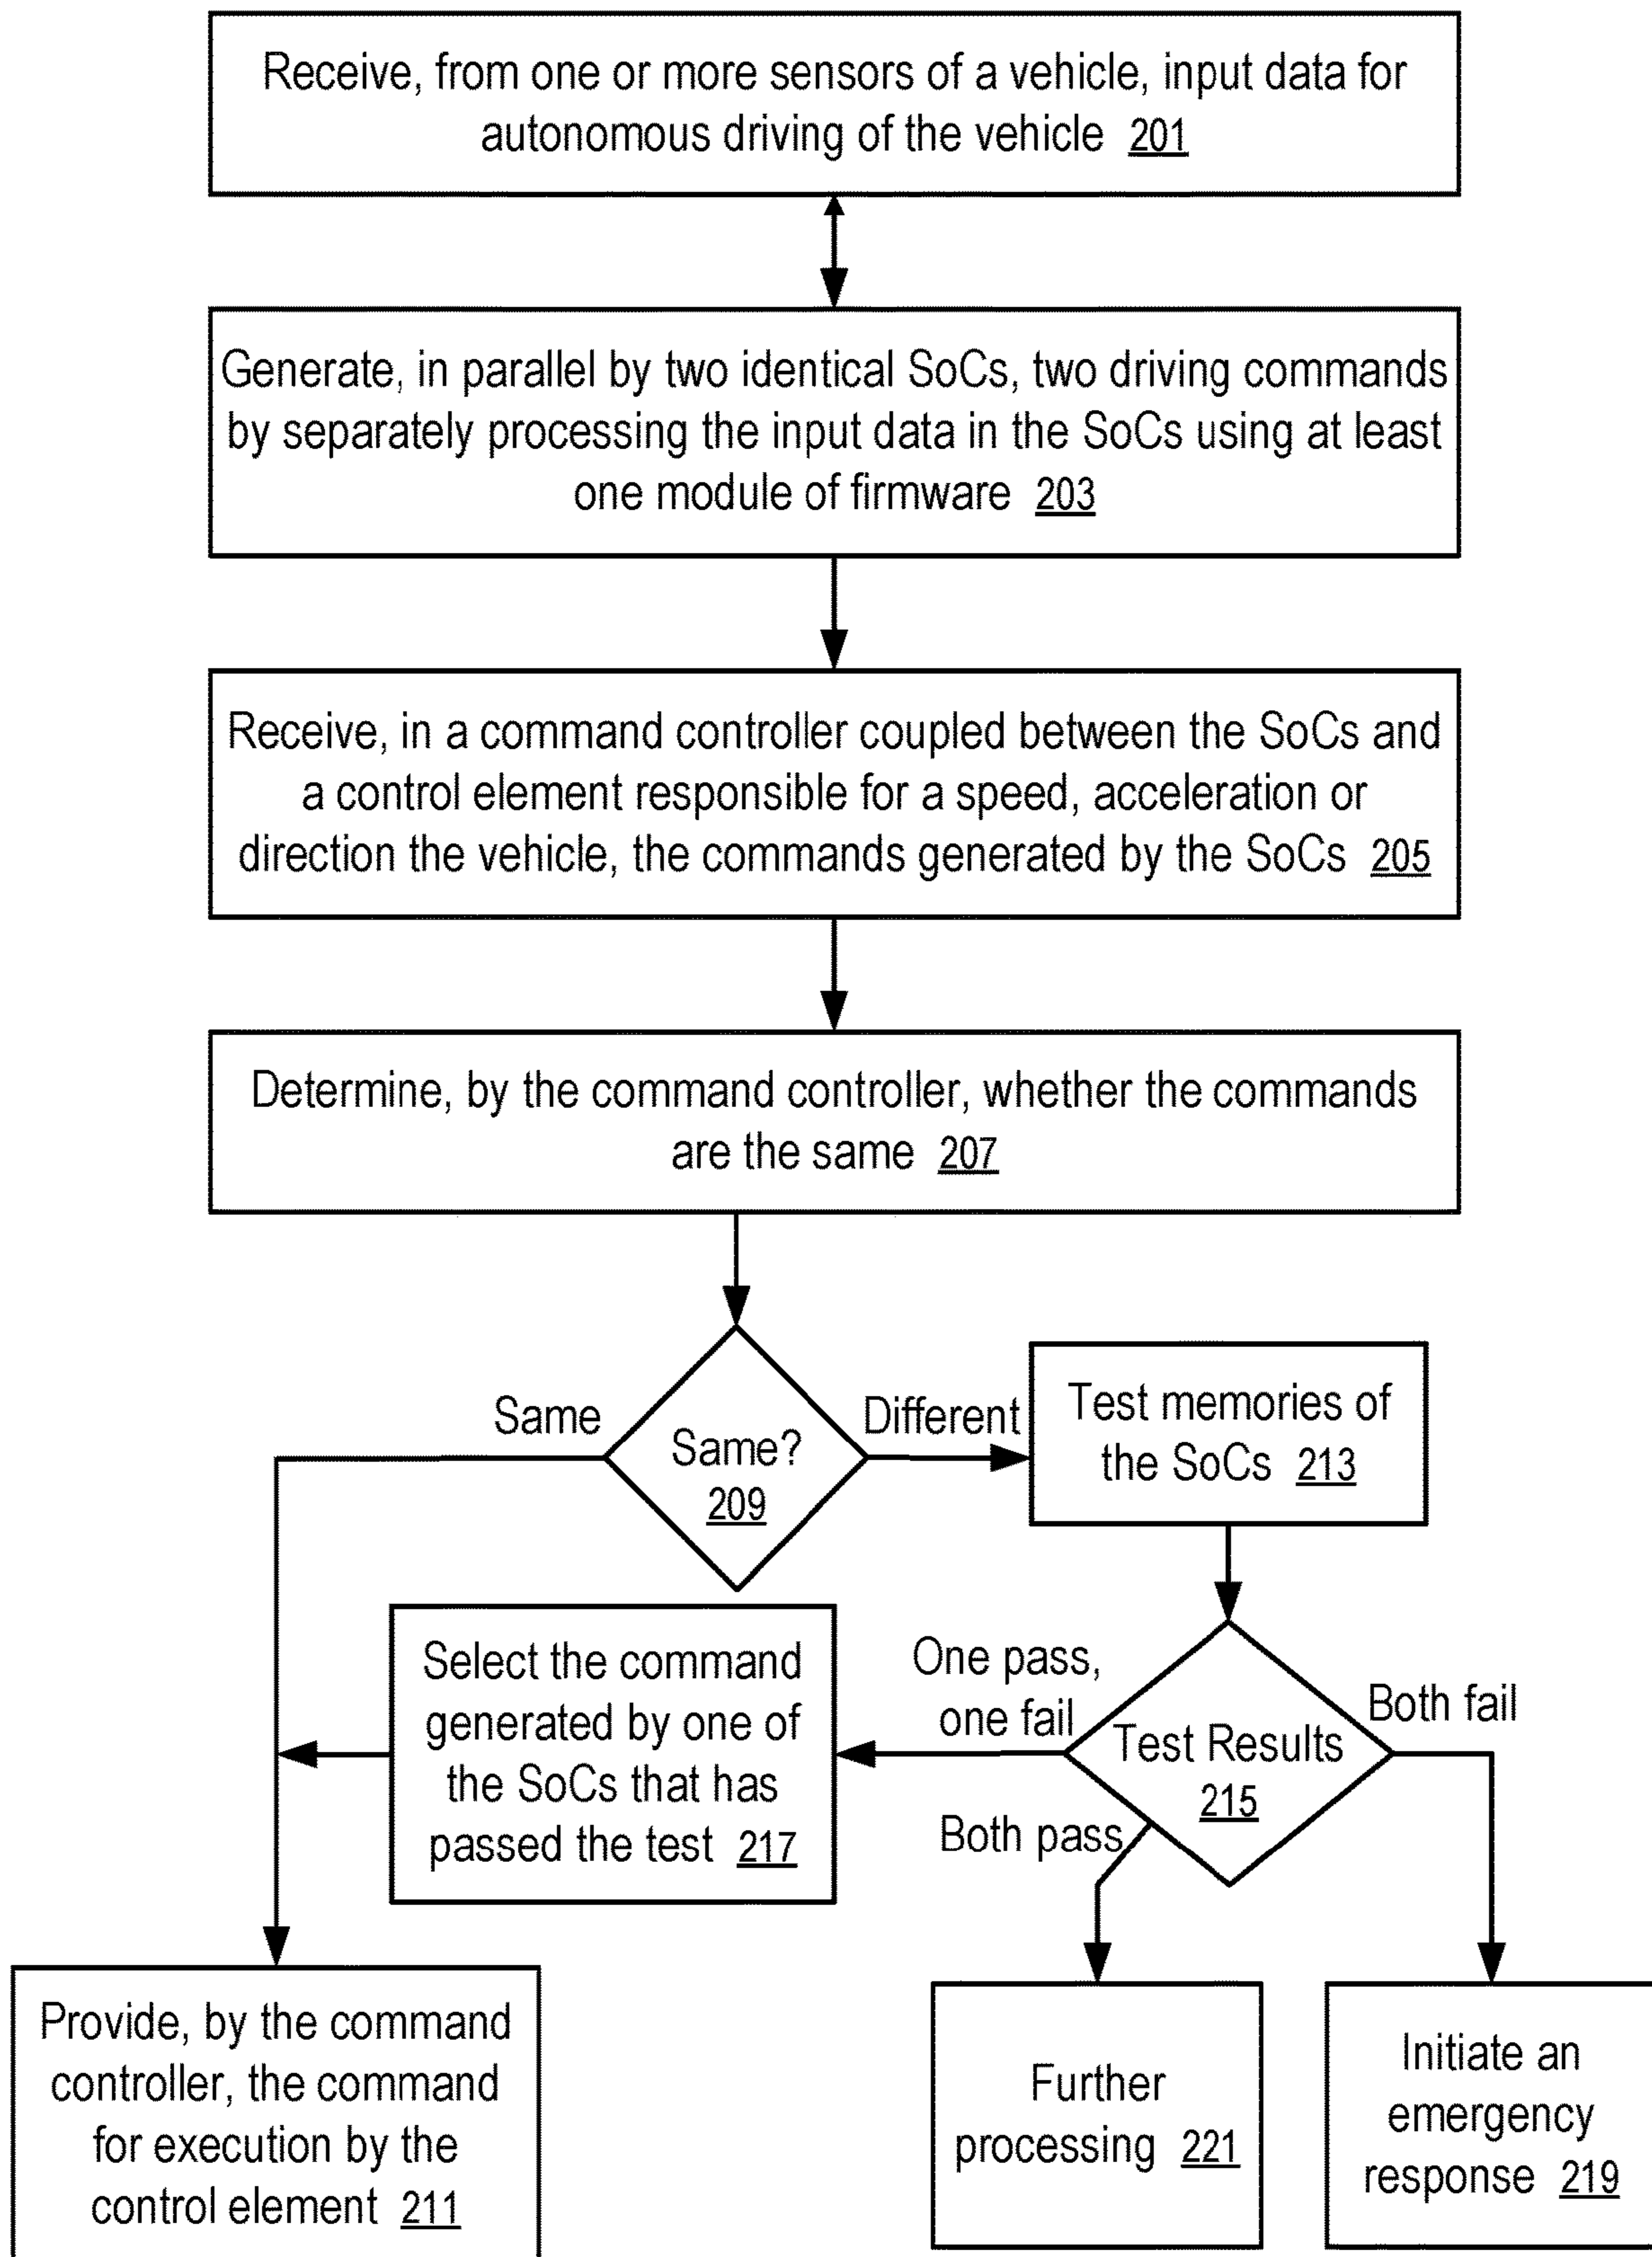 Receive, from one or more sensors of a vehicle, input data for
autonomous driving of the vehicle 201
Generate, in parallel by two identical SoCs, two driving commands
by separately processing the input data in the SoCs using at least
one module of firmware 203
Receive, in a command controller coupled between the SoCs and
a control element responsible for a speed, acceleration or
direction the vehicle, the commands generated by the SoCs 205
Determine, by the command controller, whether the commands
are the same 207
Same
Same?
209
Different
Test memories of
the SoCs 213
Select the command
generated by one of
the SoCs that has
passed the test 217
One pass,
one fail
Test Results
215
Both fail
Both pass
Provide, by the command
controller, the command
for execution by the
control element 211
Further
processing 221
Initiate an
emergency
response 219